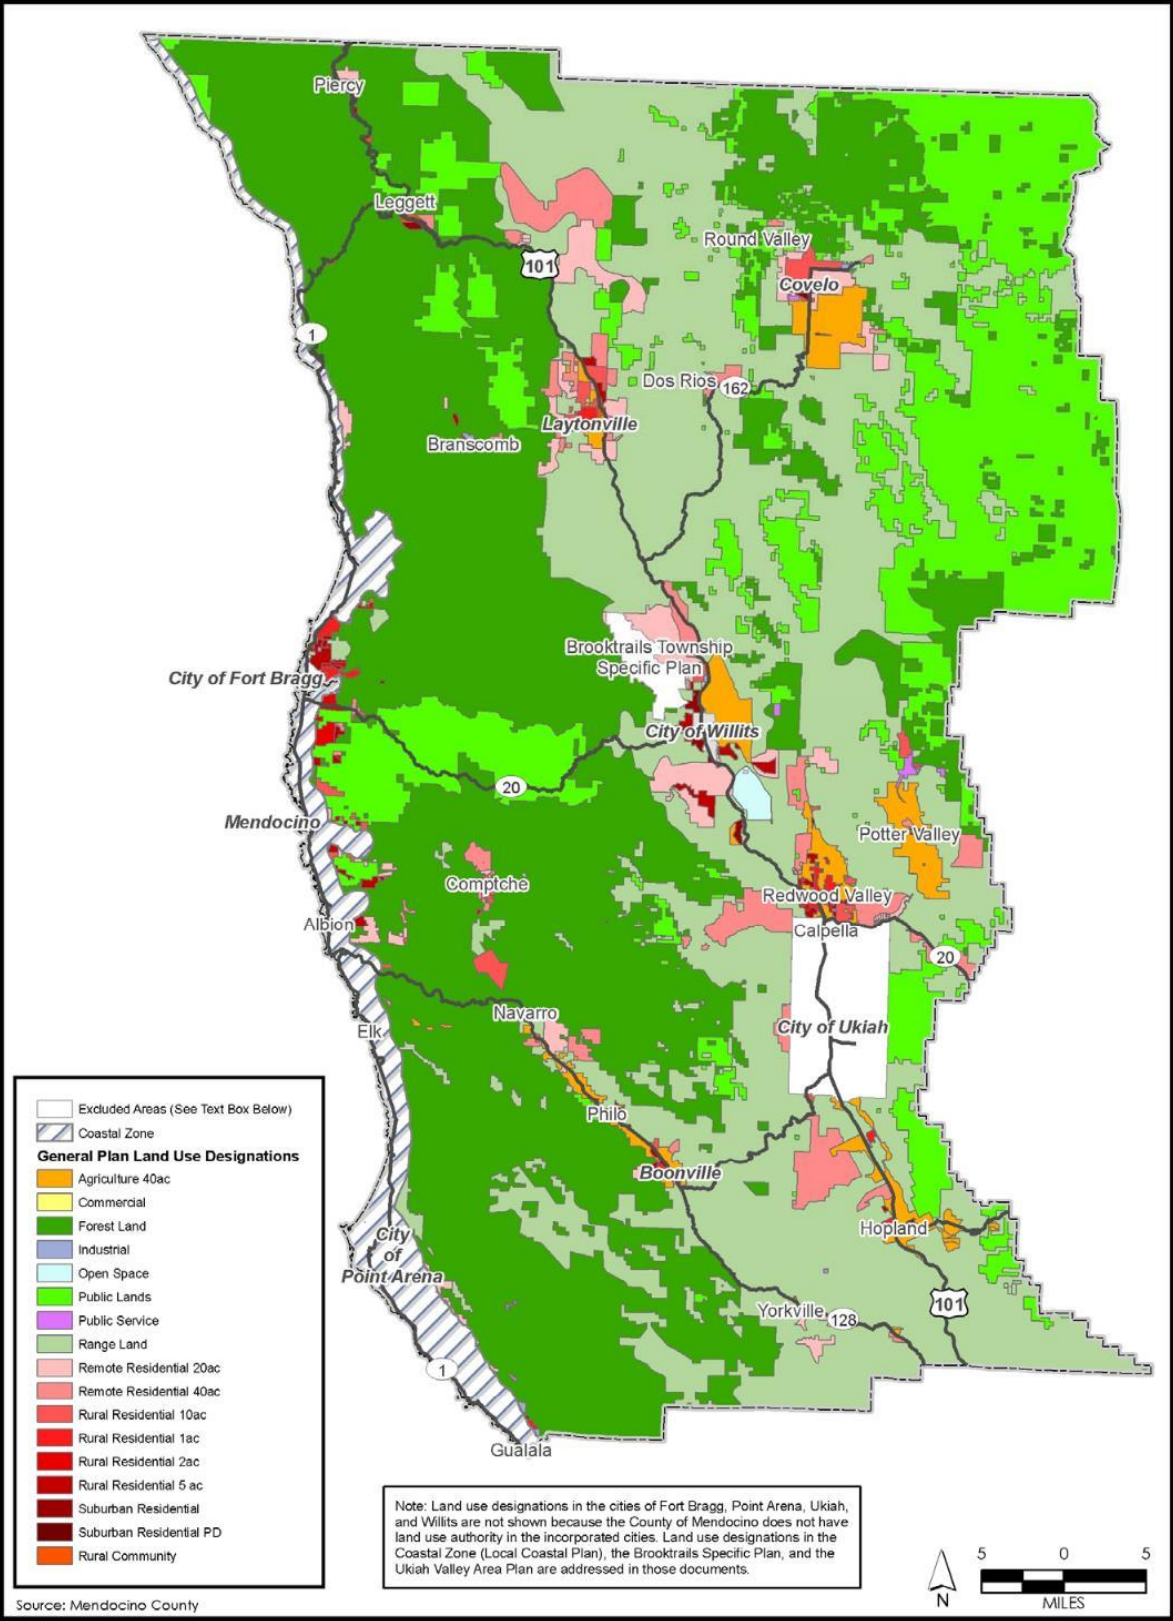 Piercy
Leggett
101
Round Valley
Covelo
1
Dos Rios
162
Laytonville
Branscomb
Brooktrails Township
Specific Plan
City of Fort Bragg
City of Willits
20
Mendocino
Potter Valley
Comptche
Redwood Valley
Albion
Calpella
20
Navarro
City of Ukiah
Elk
Philo
Boonville
Hopland
City
of
Point Arena
Yorkville
128
101
1
Gualala
Excluded Areas (See Text Box Below)
Coastal Zone
General Plan Land Use Designations
Agriculture 40ac
Commercial
Forest Land
Industrial
Open Space
Public Lands
Public Service
Range Land
Remote Residential 20ac
Remote Residential 40ac
Rural Residential 10ac
Rural Residential 1ac
Rural Residential 2ac
Rural Residential 5 ac
Suburban Residential
Suburban Residential PD
Rural Community
Note: Land use designations in the cities of Fort Bragg, Point Arena, Ukiah,
and Willits are not shown because the County of Mendocino does not have
land use authority in the incorporated cities. Land use designations in the
Coastal Zone (Local Coastal Plan), the Brooktrails Specific Plan, and the
Ukiah Valley Area Plan are addressed in those documents.
N
5 0 5
MILES
Source: Mendocino County